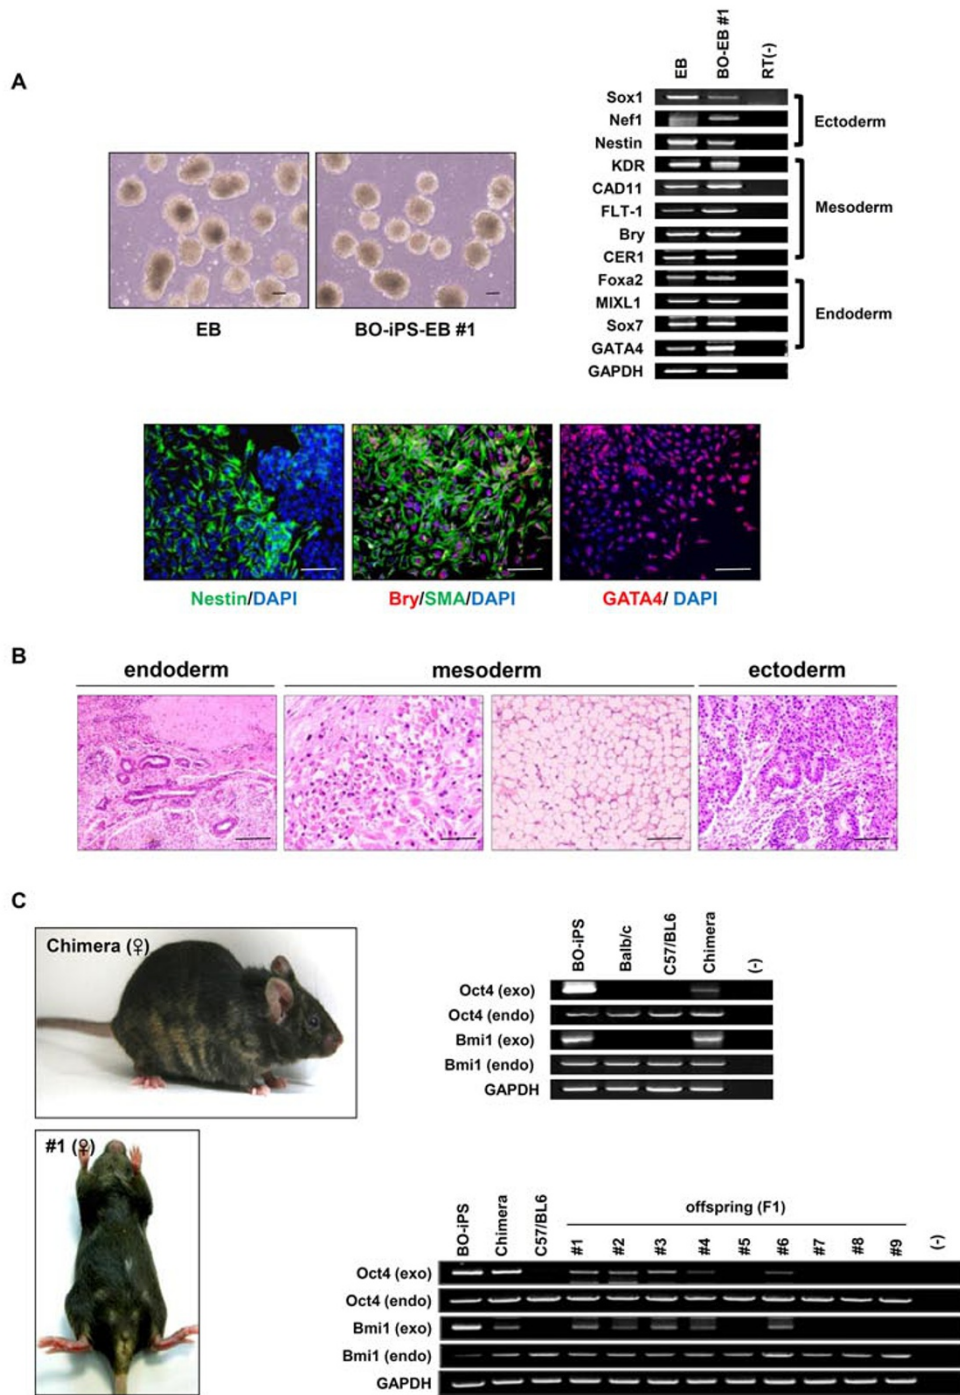 A
EB
BO-EB #1
RT(-)
Sox1
Nef1
Nestin
KDR
CAD11
FLT-1
Bry
CER1
Foxa2
MIXL1
Sox7
GATA4
GAPDH
Ectoderm
Mesoderm
Endoderm
EB
BO-iPS-EB #1
Nestin/DAPI
Bry/SMA/DAPI
GATA4/ DAPI
B
endoderm
mesoderm
ectoderm
C
Chimera (♀)
BO-iPS
Balb/c
C57/BL6
Chimera
(-)
Oct4 (exo)
Oct4 (endo)
Bmi1 (exo)
Bmi1 (endo)
GAPDH
#1 (♀)
offspring (F1)
BO-iPS
Chimera
C57/BL6
#1
#2
#3
#4
#5
#6
#7
#8
#9
(-)
Oct4 (exo)
Oct4 (endo)
Bmi1 (exo)
Bmi1 (endo)
GAPDH